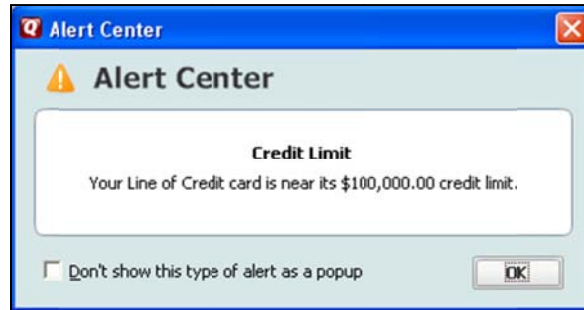 Alert Center
Alert Center
Credit Limit
Your Line of Credit card is near its $100,000.00 credit limit.
Don't show this type of alert as a popup
OK